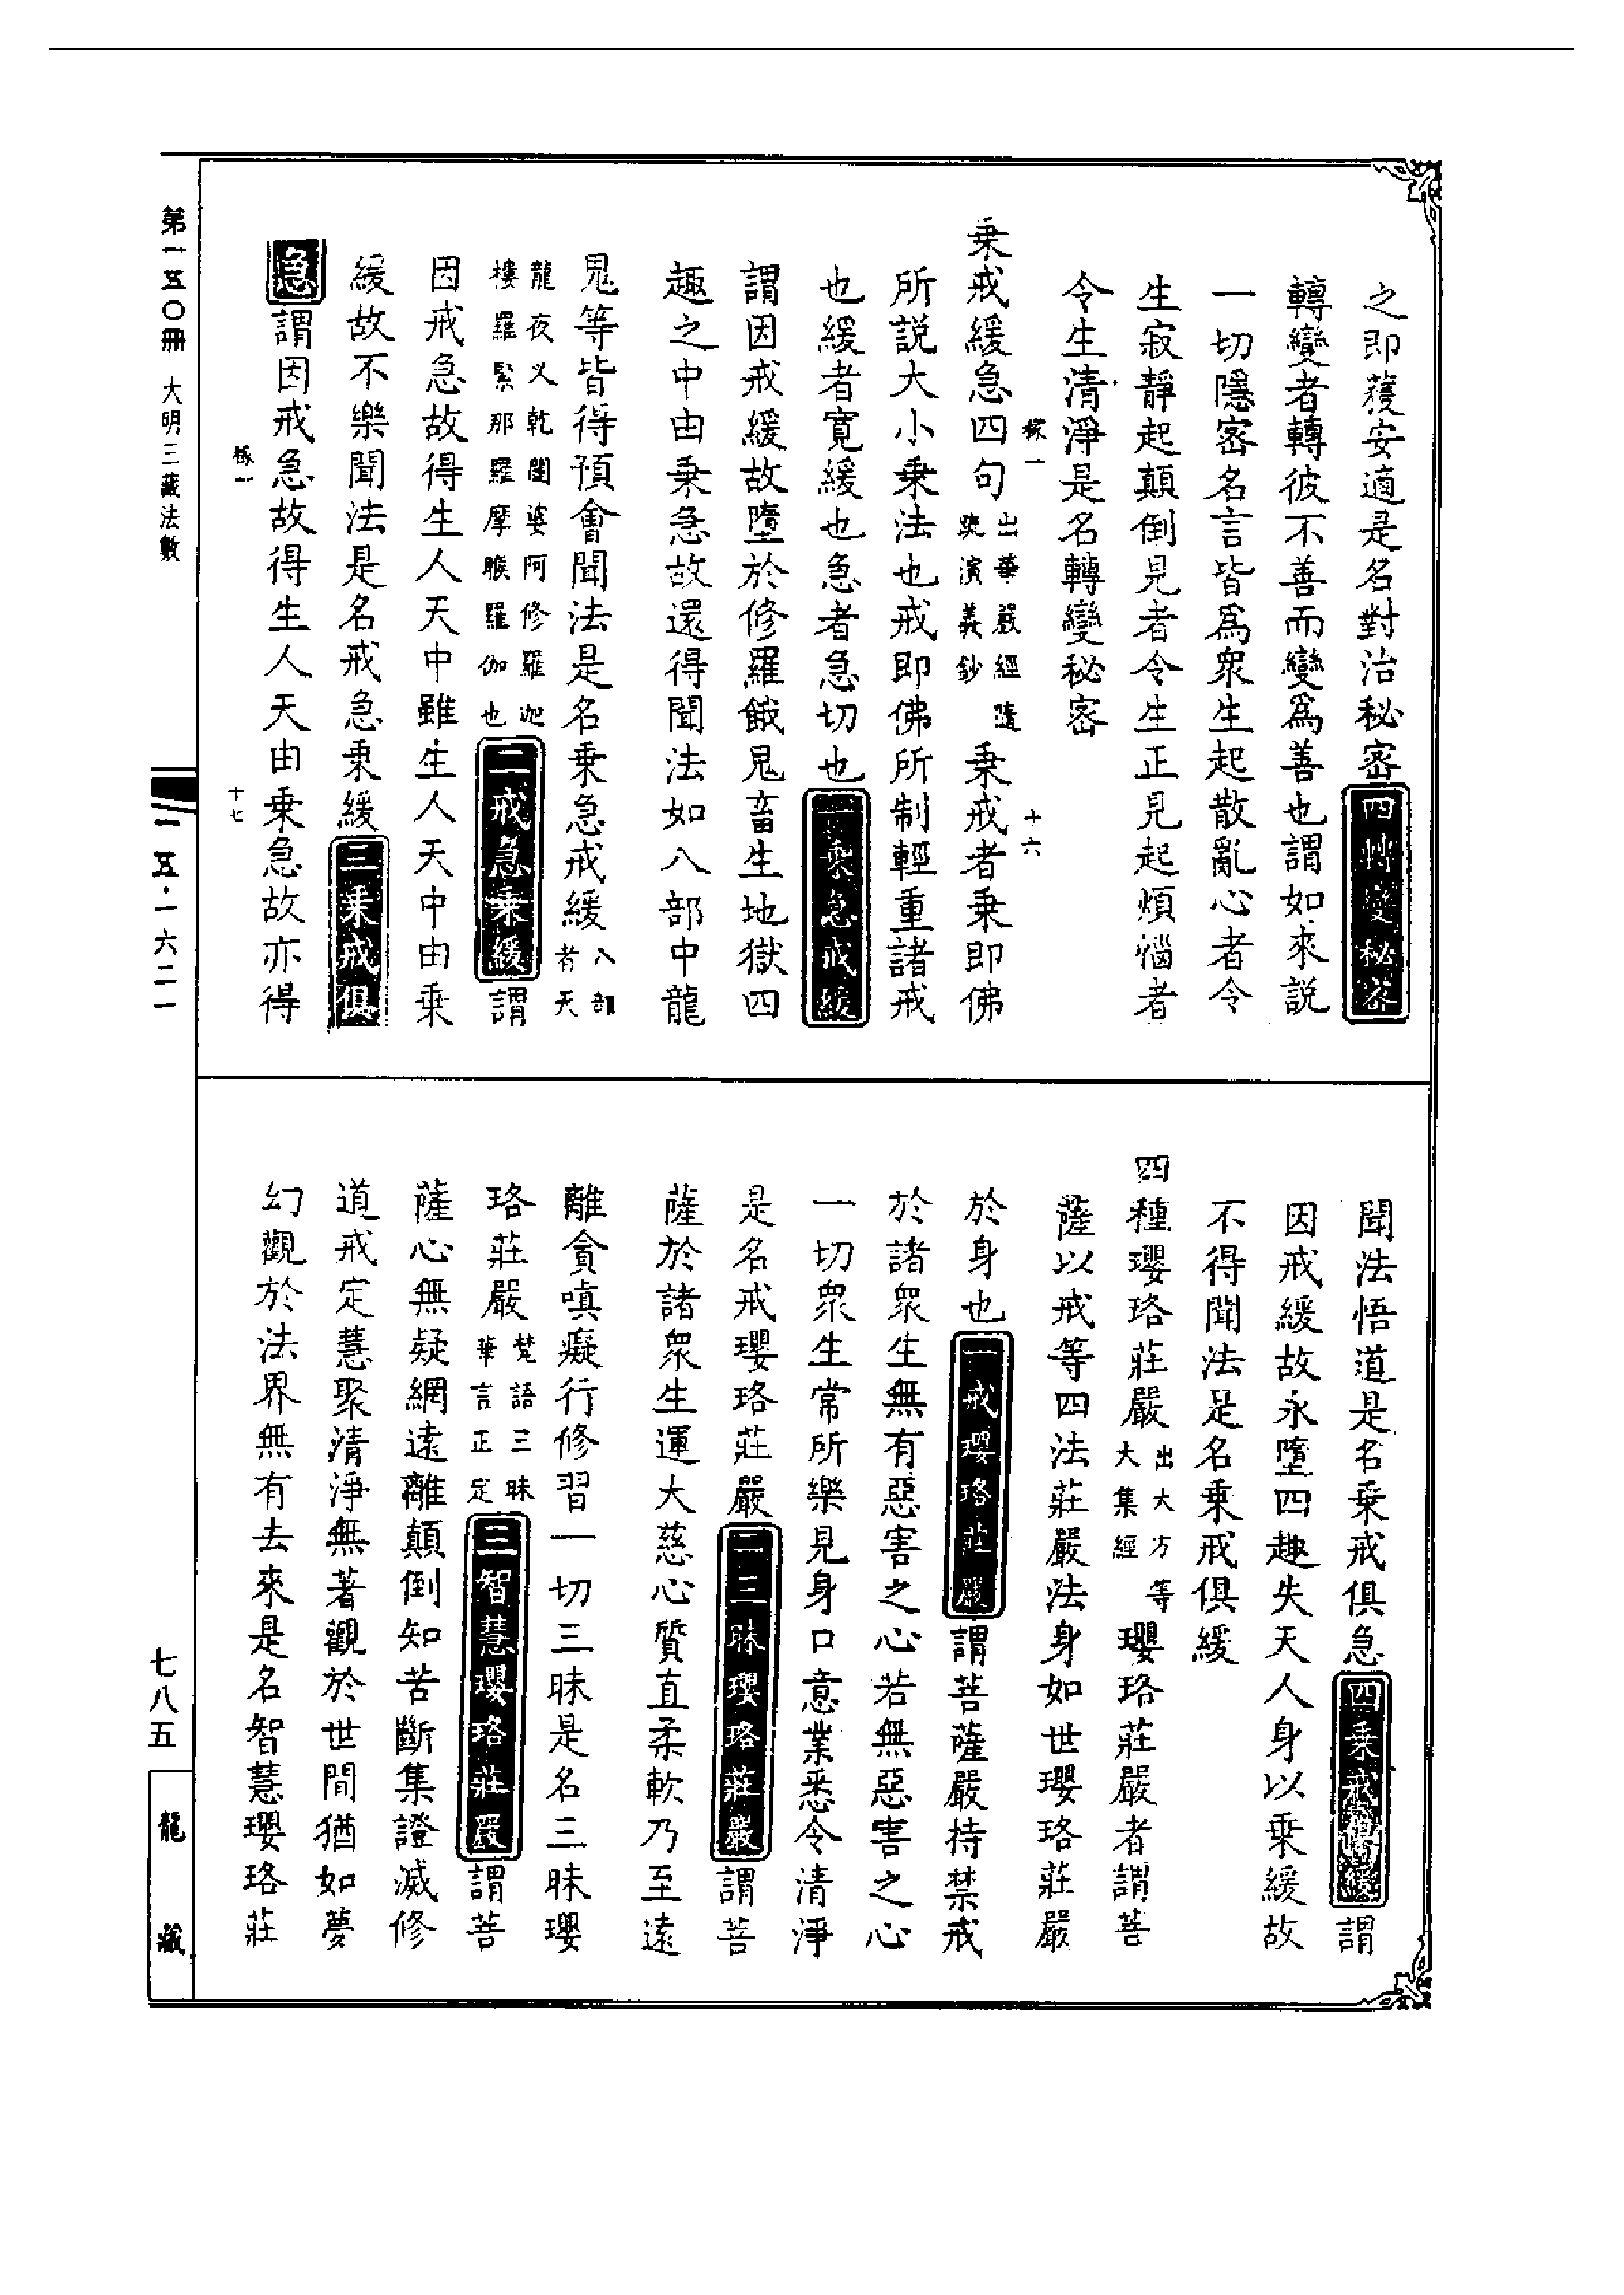 之即䕶安適是名對治秘密四轉變秘密
轉變者轉彼不善而變爲善也謂如來説
一切隱密名言皆爲衆生起散亂心者令
生寂靜起顛倒見者令生正見起煩惱者
令生清淨是名轉變秘密
乗戒緩急四句出華嚴經隨疏演義鈔 乗戒者乗即佛
所説大小乗法也戒即佛所制輕重諸戒
也緩者寛緩也急者急切也一乗急戒緩
謂因戒緩故墮於修羅餓鬼畜生地獄四
趣之中由乗急故還得聞法如八部中龍
鬼等皆得預會聞法是名乗急戒緩八部者天
龍夜叉乾闥婆阿修羅迦樓羅緊那羅摩睺羅伽也二戒急乗緩謂
因戒急故得生人天中雖生人天中由乗
緩故不樂聞法是名戒急乗緩三乗戒俱
急謂因戒急故得生人天由乗急故亦得
聞法悟道是名乗戒俱急四乗戒俱緩謂
因戒緩故永墮四趣失天人身以乗緩故
不得聞法是名乗戒俱緩
四種瓔珞莊嚴出大方等大集經 瓔珞莊嚴者謂菩
薩以戒等四法莊嚴法身如世瓔珞莊嚴
於身也一戒瓔珞莊嚴謂菩薩嚴持禁戒
於諸衆生無有惡害之心若無惡害之心
一切衆生常所樂見身口意業悉令清淨
是名戒瓔珞莊嚴二三昧瓔珞莊嚴謂菩
薩於諸衆生運大慈心質直柔軟乃至遠
離貪嗔癡行修習一切三昧是名三昧瓔
珞莊嚴梵語三昧華言正定三智慧瓔珞莊嚴謂菩
薩心無疑網遠離顛倒知苦斷集證滅修
道戒定慧聚清淨無著觀於世間猶如夢
幻觀於法界無有去來是名智慧瓔珞莊
稼一
十六
稼一
十七
第一五〇冊 大明三藏法數
一五·一六二一
七八五
龍藏